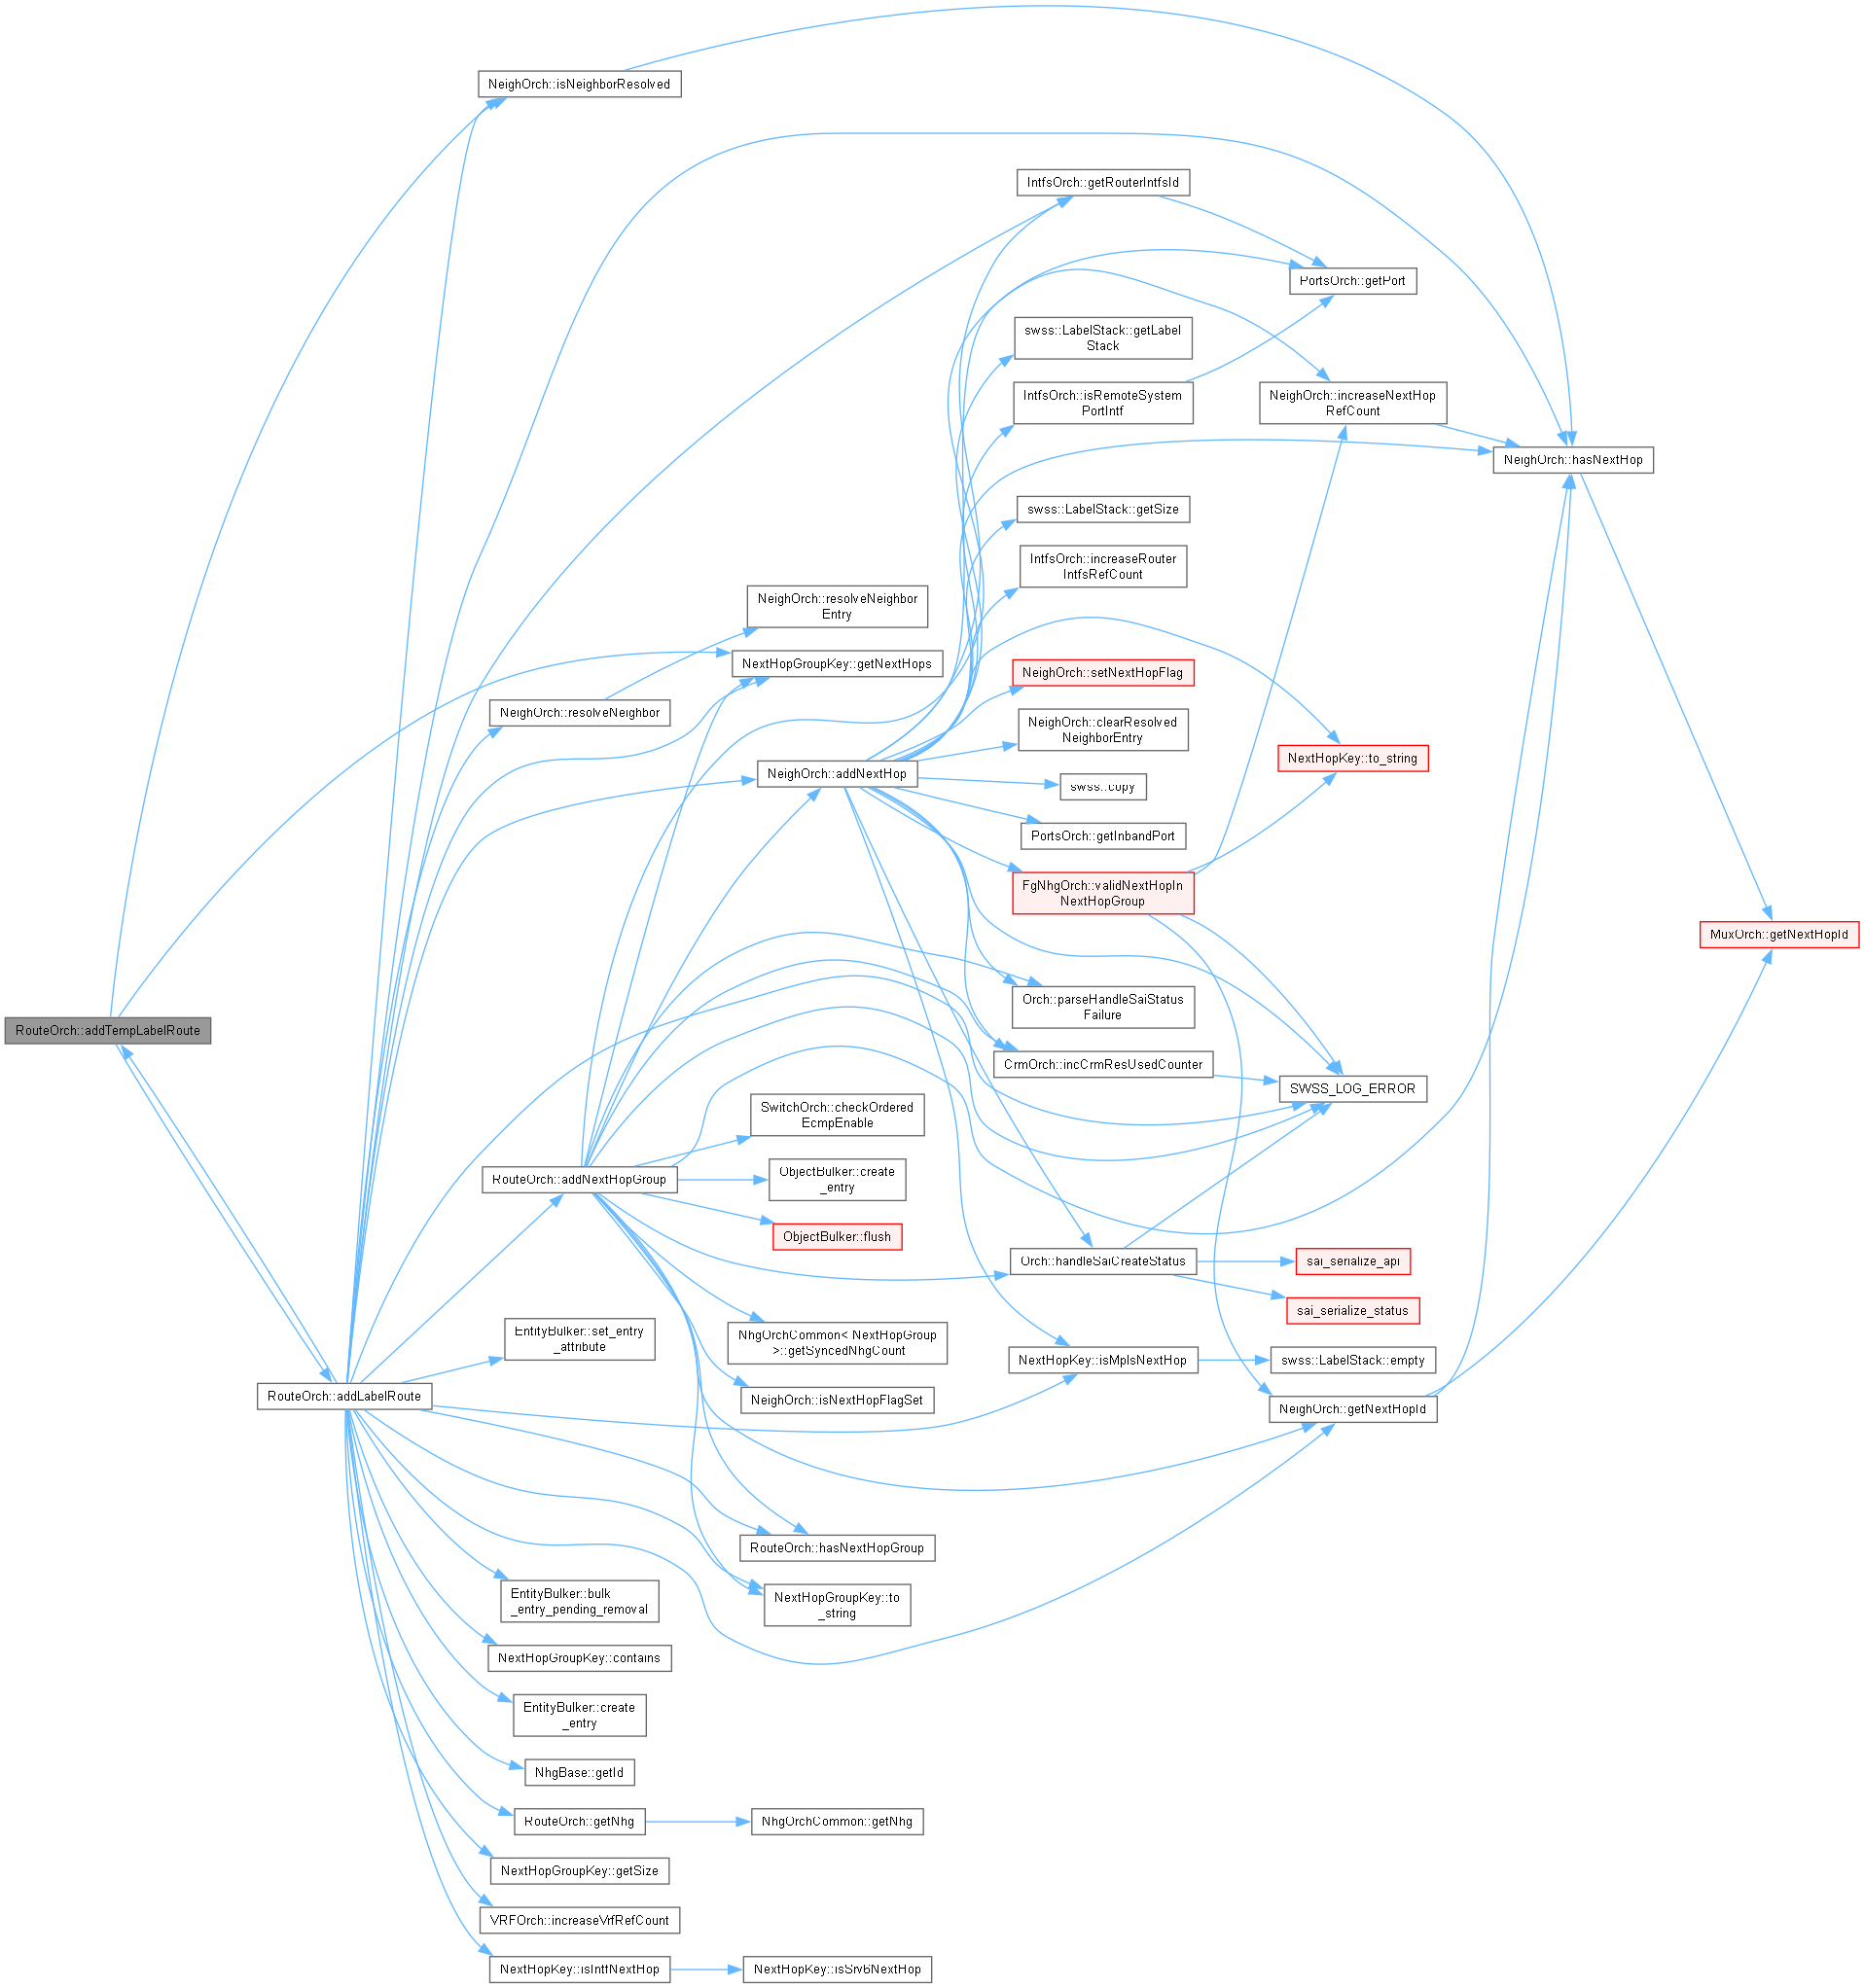 NeighOrch::isNeighborResolved
IntfsOrch::getRouterIntfsId
PortsOrch::getPort
swss::LabelStack::getLabel
Stack
IntfsOrch::isRemoteSystem
PortIntf
NeighOrch::increaseNextHop
RefCount
NeighOrch::hasNextHop
swss::LabelStack::getSize
IntfsOrch::increaseRouter
IntfsRefCount
NeighOrch::resolveNeighbor
Entry
NextHopGroupKey::getNextHops
NeighOrch::setNextHopFlag
NeighOrch::resolveNeighbor
NeighOrch::clearResolved
NeighborEntry
NextHopKey::to_string
NeighOrch::addNextHop
swss::copy
PortsOrch::getInbandPort
FgNhgOrch::validNextHopIn
NextHopGroup
MuxOrch::getNextHopId
Orch::parseHandleSaiStatus
Failure
RouteOrch::addTempLabelRoute
CrmOrch::incCrmResUsedCounter
SWSS_LOG_ERROR
SwitchOrch::checkOrdered
EcmpEnable
RouteOrch::addNextHopGroup
ObjectBulker::create
_entry
ObjectBulker::flush
Orch::handleSaiCreateStatus
sai_serialize_api
sai_serialize_status
EntityBulker::set_entry
_attribute
NhgOrchCommon< NextHopGroup
>::getSyncedNhgCount
NextHopKey::isMplsNextHop
swss::LabelStack::empty
RouteOrch::addLabelRoute
NeighOrch::isNextHopFlagSet
NeighOrch::getNextHopId
RouteOrch::hasNextHopGroup
EntityBulker::bulk
_entry_pending_removal
NextHopGroupKey::to
_string
NextHopGroupKey::contains
EntityBulker::create
_entry
NhgBase::getId
RouteOrch::getNhg
NhgOrchCommon::getNhg
NextHopGroupKey::getSize
VRFOrch::increaseVrfRefCount
NextHopKey::isIntfNextHop
NextHopKey::isSrv6NextHop